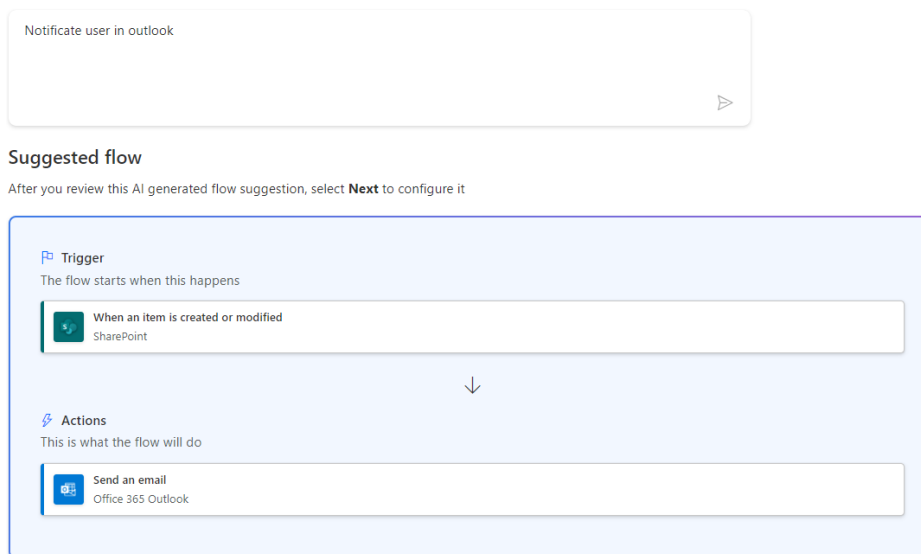 Notificate user in outlook
Suggested flow
After you review this AI generated flow suggestion, select Next to configure it
Trigger
The flow starts when this happens
When an item is created or modified
SharePoint
Actions
This is what the flow will do
Send an email
Office 365 Outlook